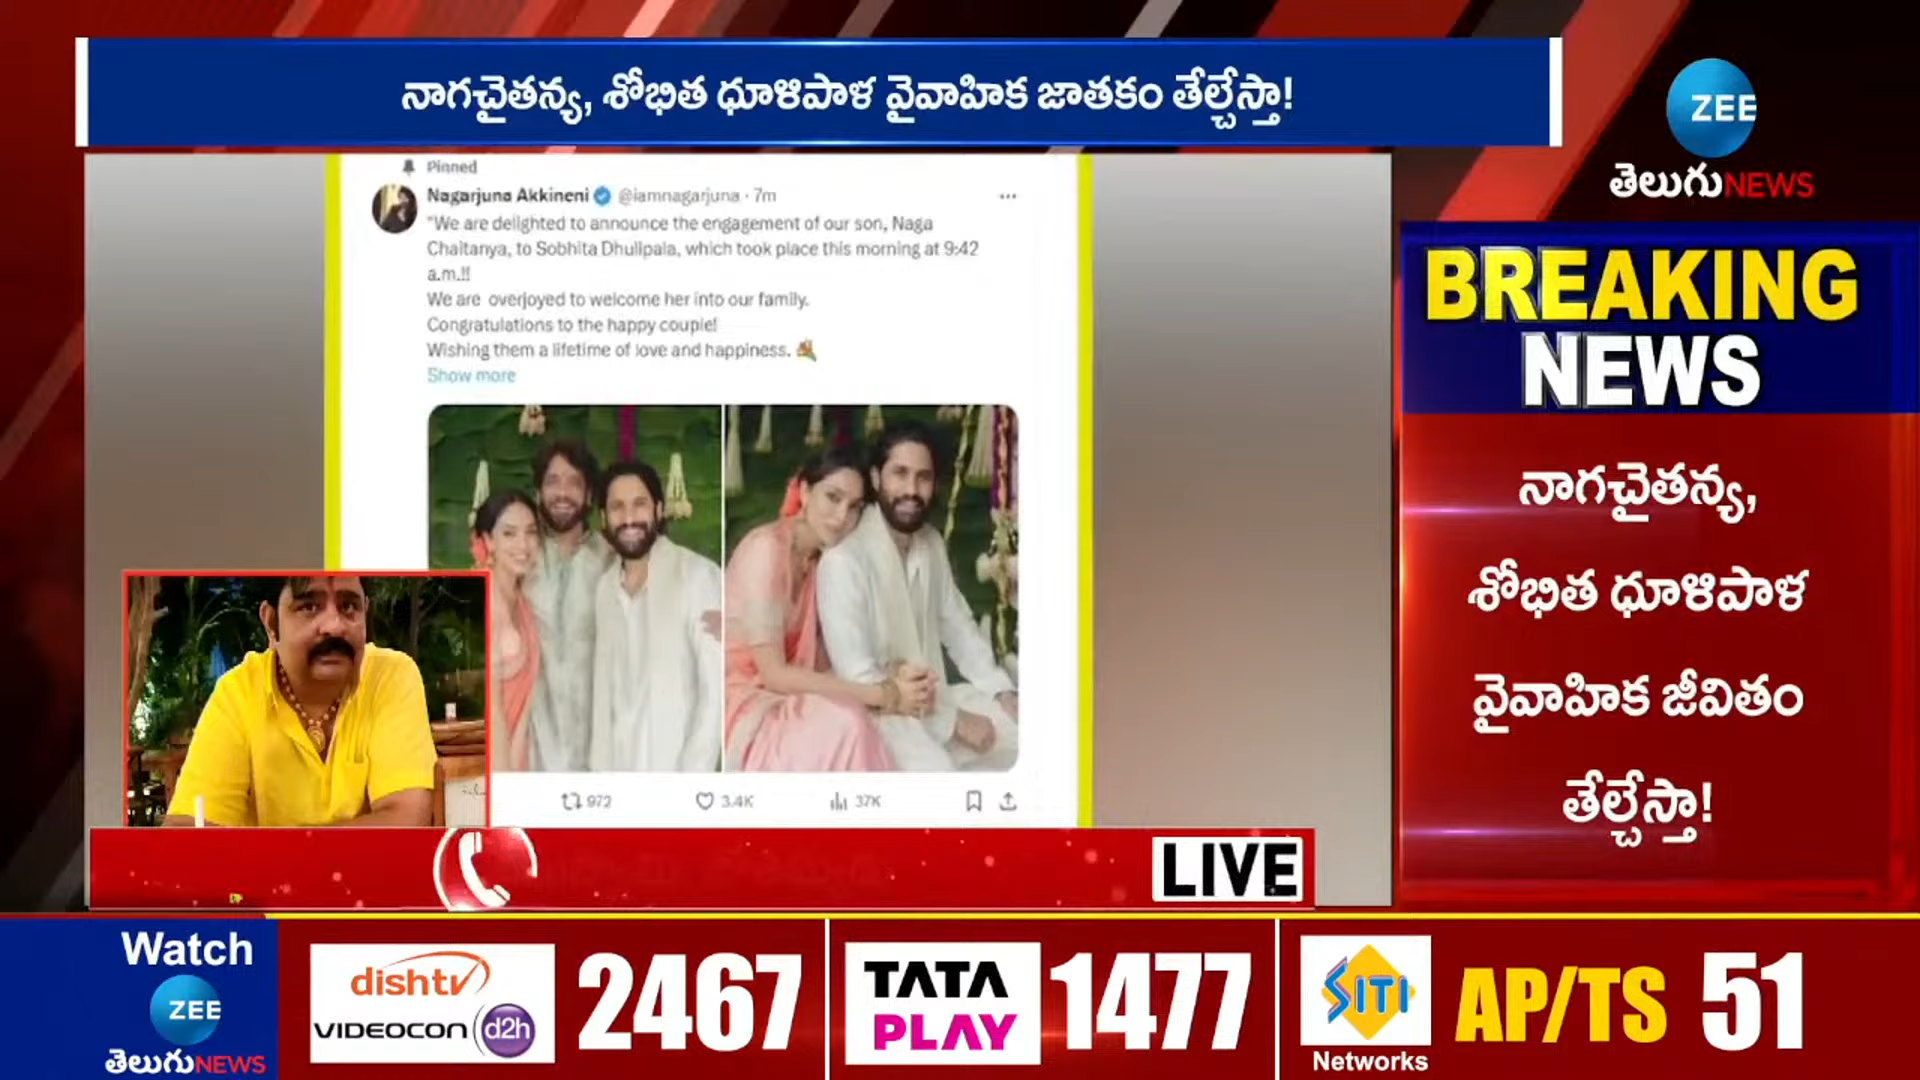 నాగచైతన్య, శోభిత ధూళిపాళ వైవాహిక జాతకం తేల్చేస్తా!
ZEE
తెలుగుNEWS
Pinned
Nagarjuna Akkineni @iamnagarjuna · 7m
"We are delighted to announce the engagement of our son, Naga
Chaitanya, to Sobhita Dhulipala, which took place this morning at 9:42
a.m.!!
We are overjoyed to welcome her into our family.
Congratulations to the happy couple!
Wishing them a lifetime of love and happiness. 💐
Show more
972
3.4K
37K
BREAKING
NEWS
నాగచైతన్య,
శోభిత ధూళిపాళ
వైవాహిక జీవితం
తేల్చేస్తా!
LIVE
Watch
ZEE
తెలుగుNEWS
dishtv
VIDEOCON d2h
2467
TATA
PLAY
1477
SITI
Networks
AP/TS 51